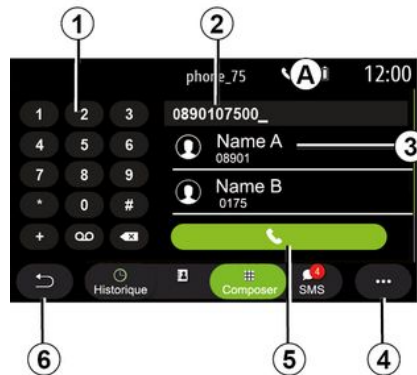 1 2
phone_75 A 12:00
1 2 3 0890107500_
4 5 6 Name A 3
08901
7 8 9 Name B
* 0 # 0175
+
Historique Composer 4 SMS ...
6 5 4